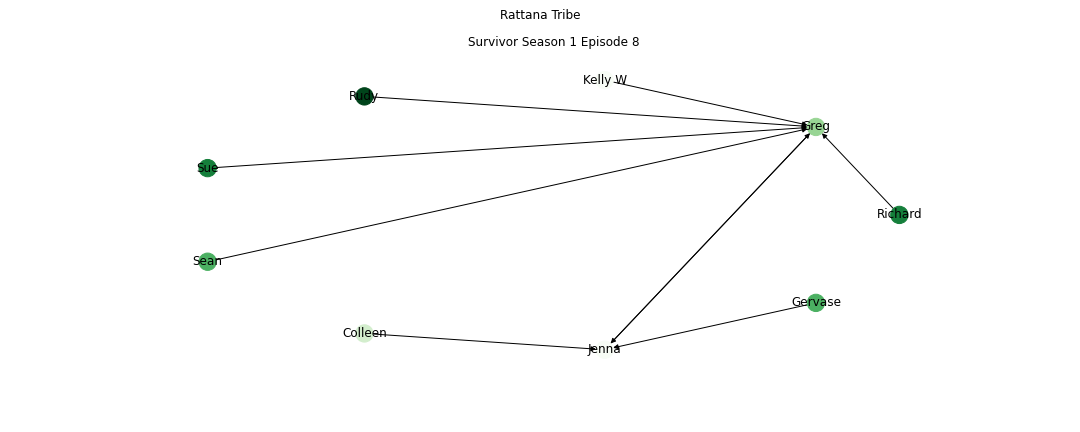 Rattana Tribe
Survivor Season 1 Episode 8
Kelly W
Rudy
Greg
Sue
Richard
Sean
Gervase
Colleen
Jenna